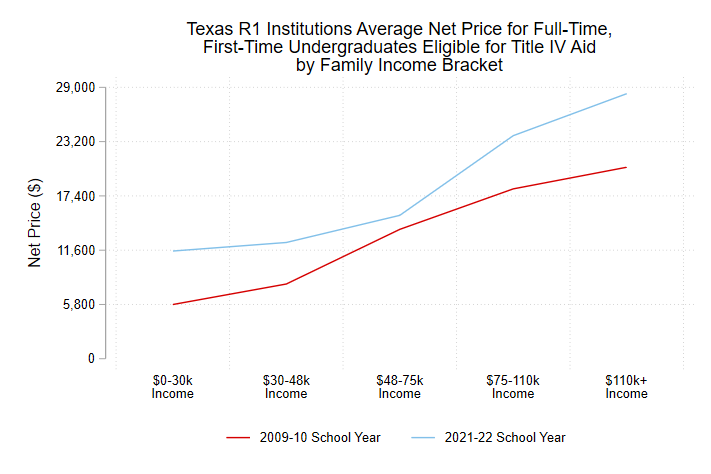 Texas R1 Institutions Average Net Price for Full-Time,
First-Time Undergraduates Eligible for Title IV Aid
by Family Income Bracket
Net Price ($)
29,000
23,200
17,400
11,600
5,800
0
$0-30k
Income
$30-48k
Income
$48-75k
Income
$75-110k
Income
$110k+
Income
2009-10 School Year
2021-22 School Year